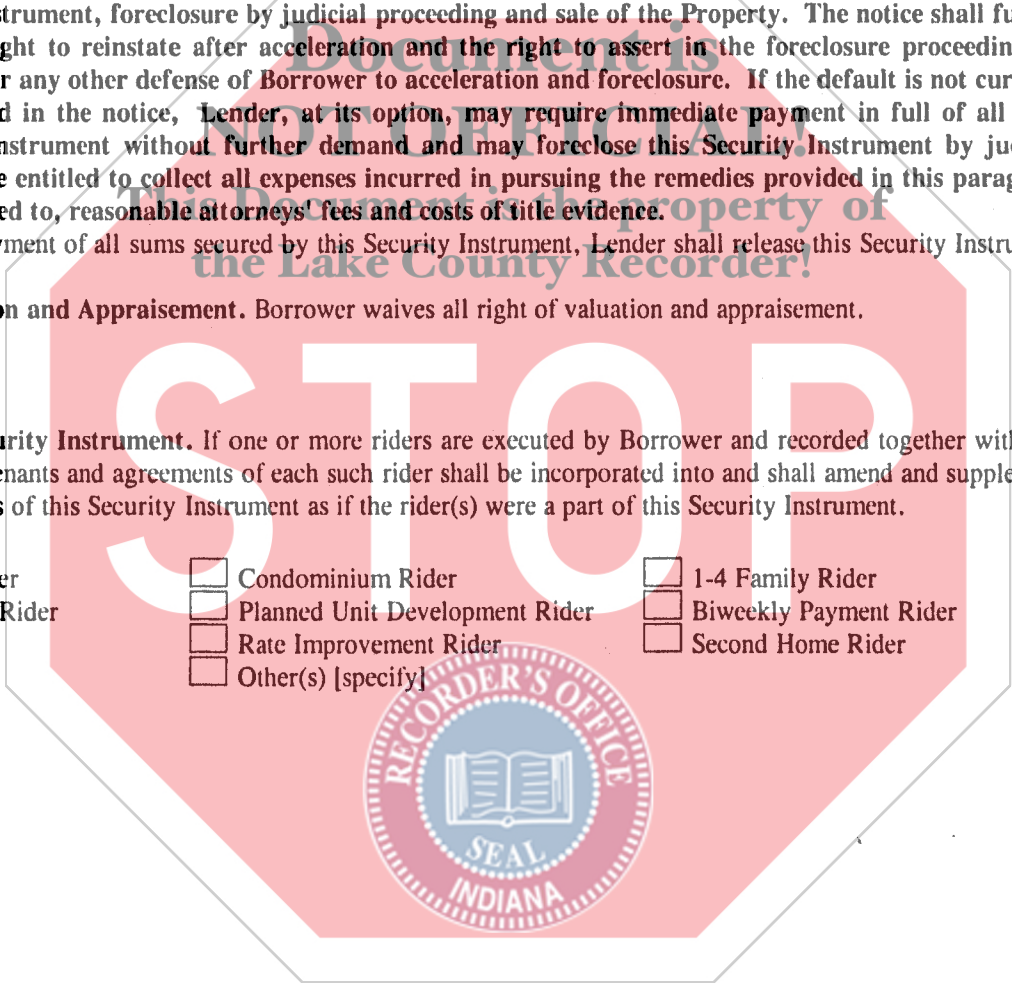 strument, foreclosure by judicial proceeding and sale of the Property. The notice shall fu
ght to reinstate after acceleration and the right to assert in the foreclosure proceedin
r any other defense of Borrower to acceleration and foreclosure. If the default is not cur
d in the notice, Lender, at its option, may require immediate payment in full of all
nstrument without further demand and may foreclose this Security Instrument by jud
e entitled to collect all expenses incurred in pursuing the remedies provided in this parag
ed to, reasonable attorneys' fees and costs of title evidence.
ment of all sums secured by this Security Instrument, Lender shall release this Security Instru
on and Appraisement. Borrower waives all right of valuation and appraisement.
urity Instrument. If one or more riders are executed by Borrower and recorded together with
nants and agreements of each such rider shall be incorporated into and shall amend and supple
s of this Security Instrument as if the rider(s) were a part of this Security Instrument.
er Condominium Rider 1-4 Family Rider
Rider Planned Unit Development Rider Biweekly Payment Rider
Rate Improvement Rider Second Home Rider
Other(s) [specify]
Document is
NOT OFFICIAL!
This Document is the property of
the Lake County Recorder!
STOP
RECORDER'S OFFICE
SEAL
INDIANA